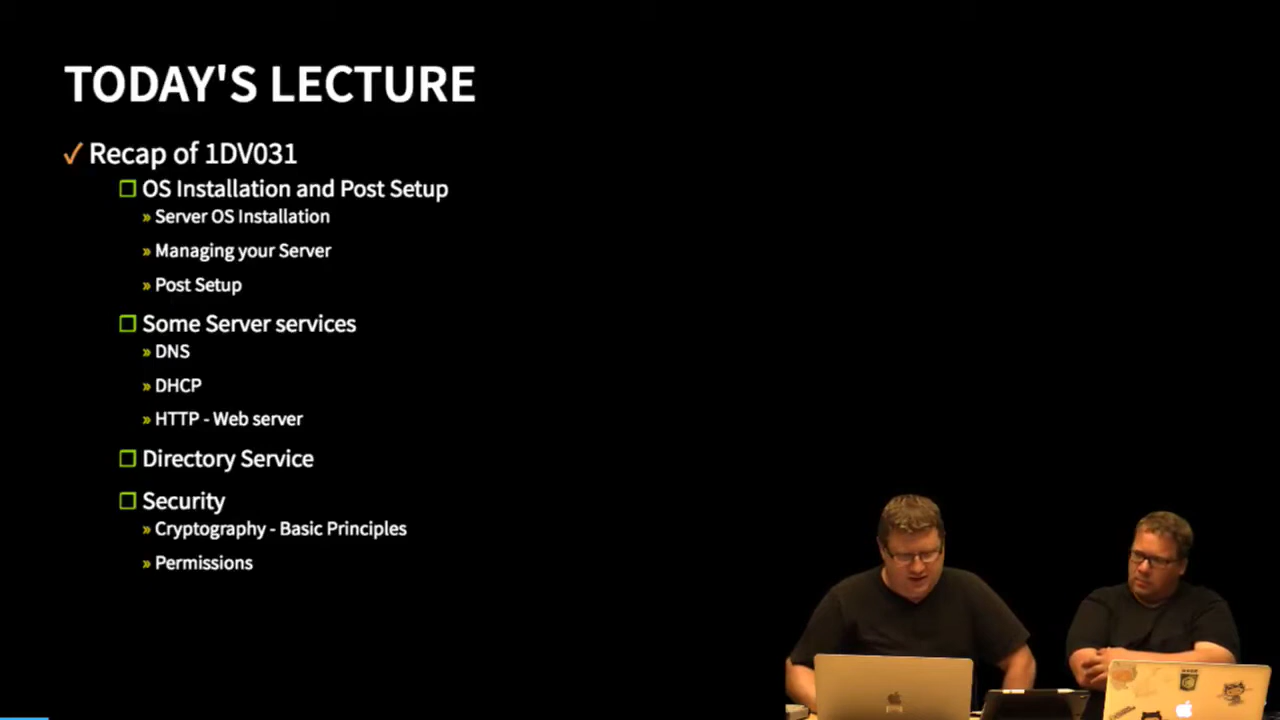 TODAY'S LECTURE
✓ Recap of 1DV031
OS Installation and Post Setup
» Server OS Installation
» Managing your Server
» Post Setup
Some Server services
» DNS
» DHCP
» HTTP - Web server
Directory Service
Security
» Cryptography - Basic Principles
» Permissions